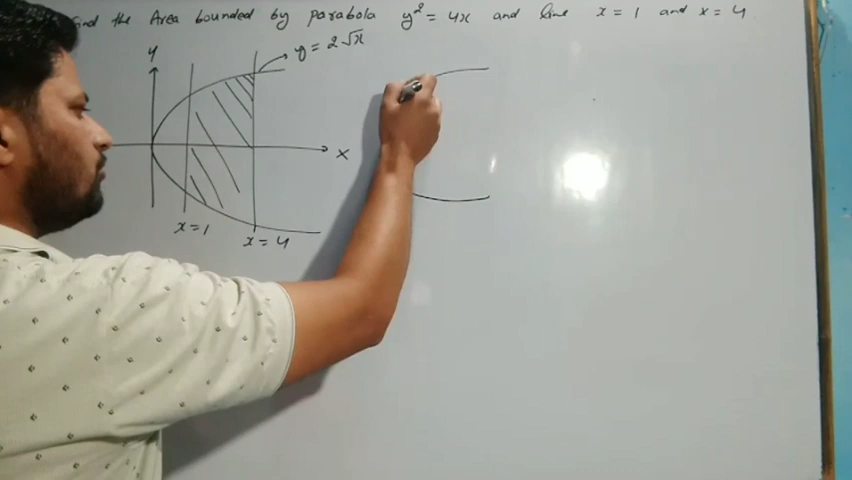 find the Area bounded by parabola y² = 4x and line x = 1 and x = 4
y
y = 2√x
x
x = 1
x = 4